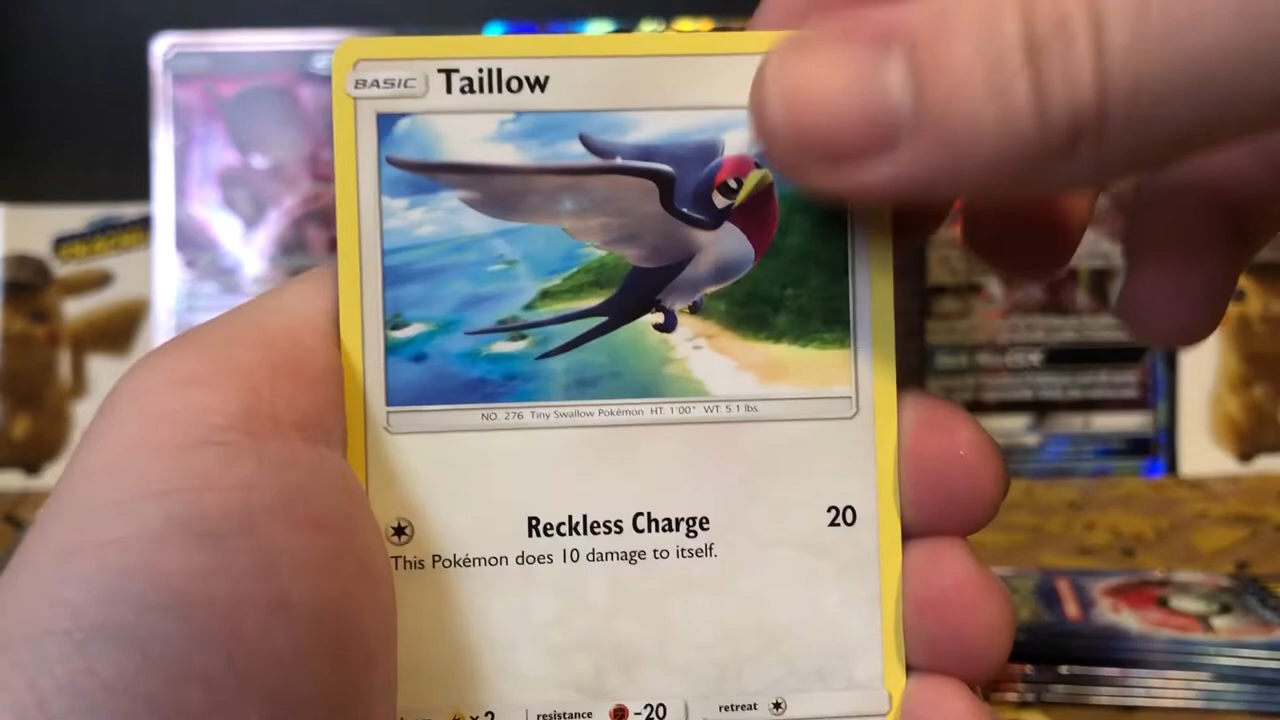 BASIC Taillow
NO. 276 Tiny Swallow Pokémon HT: 1'00" WT: 5.1 lbs.
Reckless Charge 20
This Pokémon does 10 damage to itself.
×2 resistance -20 retreat